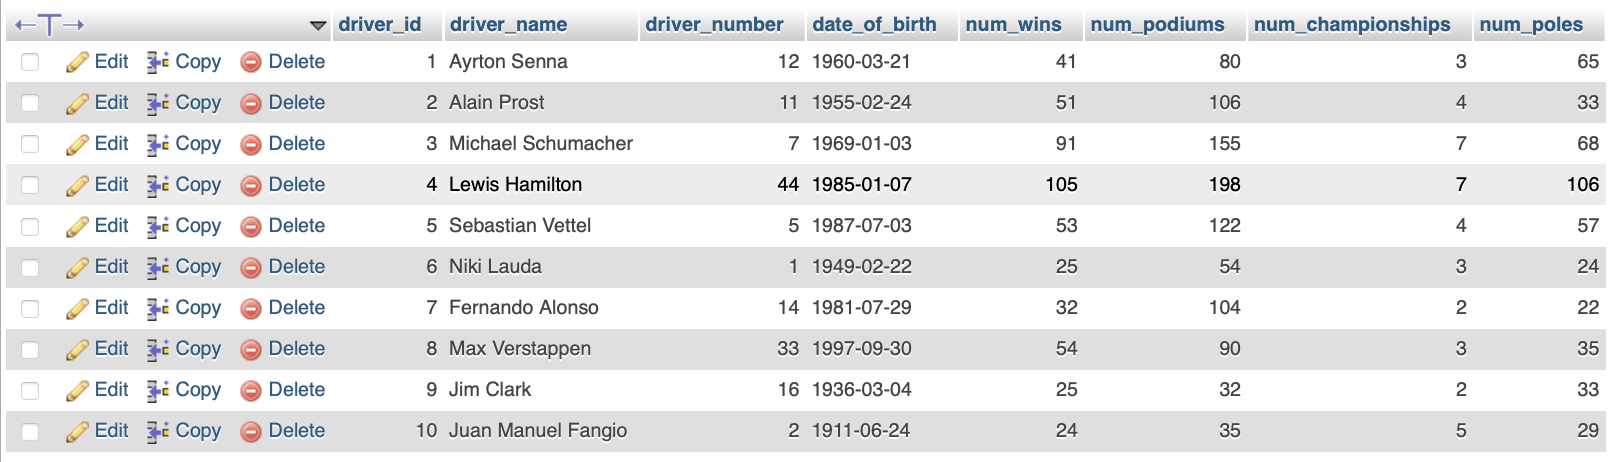 driver_id driver_name driver_number date_of_birth num_wins num_podiums num_championships num_poles
Edit Copy Delete 1 Ayrton Senna 12 1960-03-21 41 80 3 65
Edit Copy Delete 2 Alain Prost 11 1955-02-24 51 106 4 33
Edit Copy Delete 3 Michael Schumacher 7 1969-01-03 91 155 7 68
Edit Copy Delete 4 Lewis Hamilton 44 1985-01-07 105 198 7 106
Edit Copy Delete 5 Sebastian Vettel 5 1987-07-03 53 122 4 57
Edit Copy Delete 6 Niki Lauda 1 1949-02-22 25 54 3 24
Edit Copy Delete 7 Fernando Alonso 14 1981-07-29 32 104 2 22
Edit Copy Delete 8 Max Verstappen 33 1997-09-30 54 90 3 35
Edit Copy Delete 9 Jim Clark 16 1936-03-04 25 32 2 33
Edit Copy Delete 10 Juan Manuel Fangio 2 1911-06-24 24 35 5 29